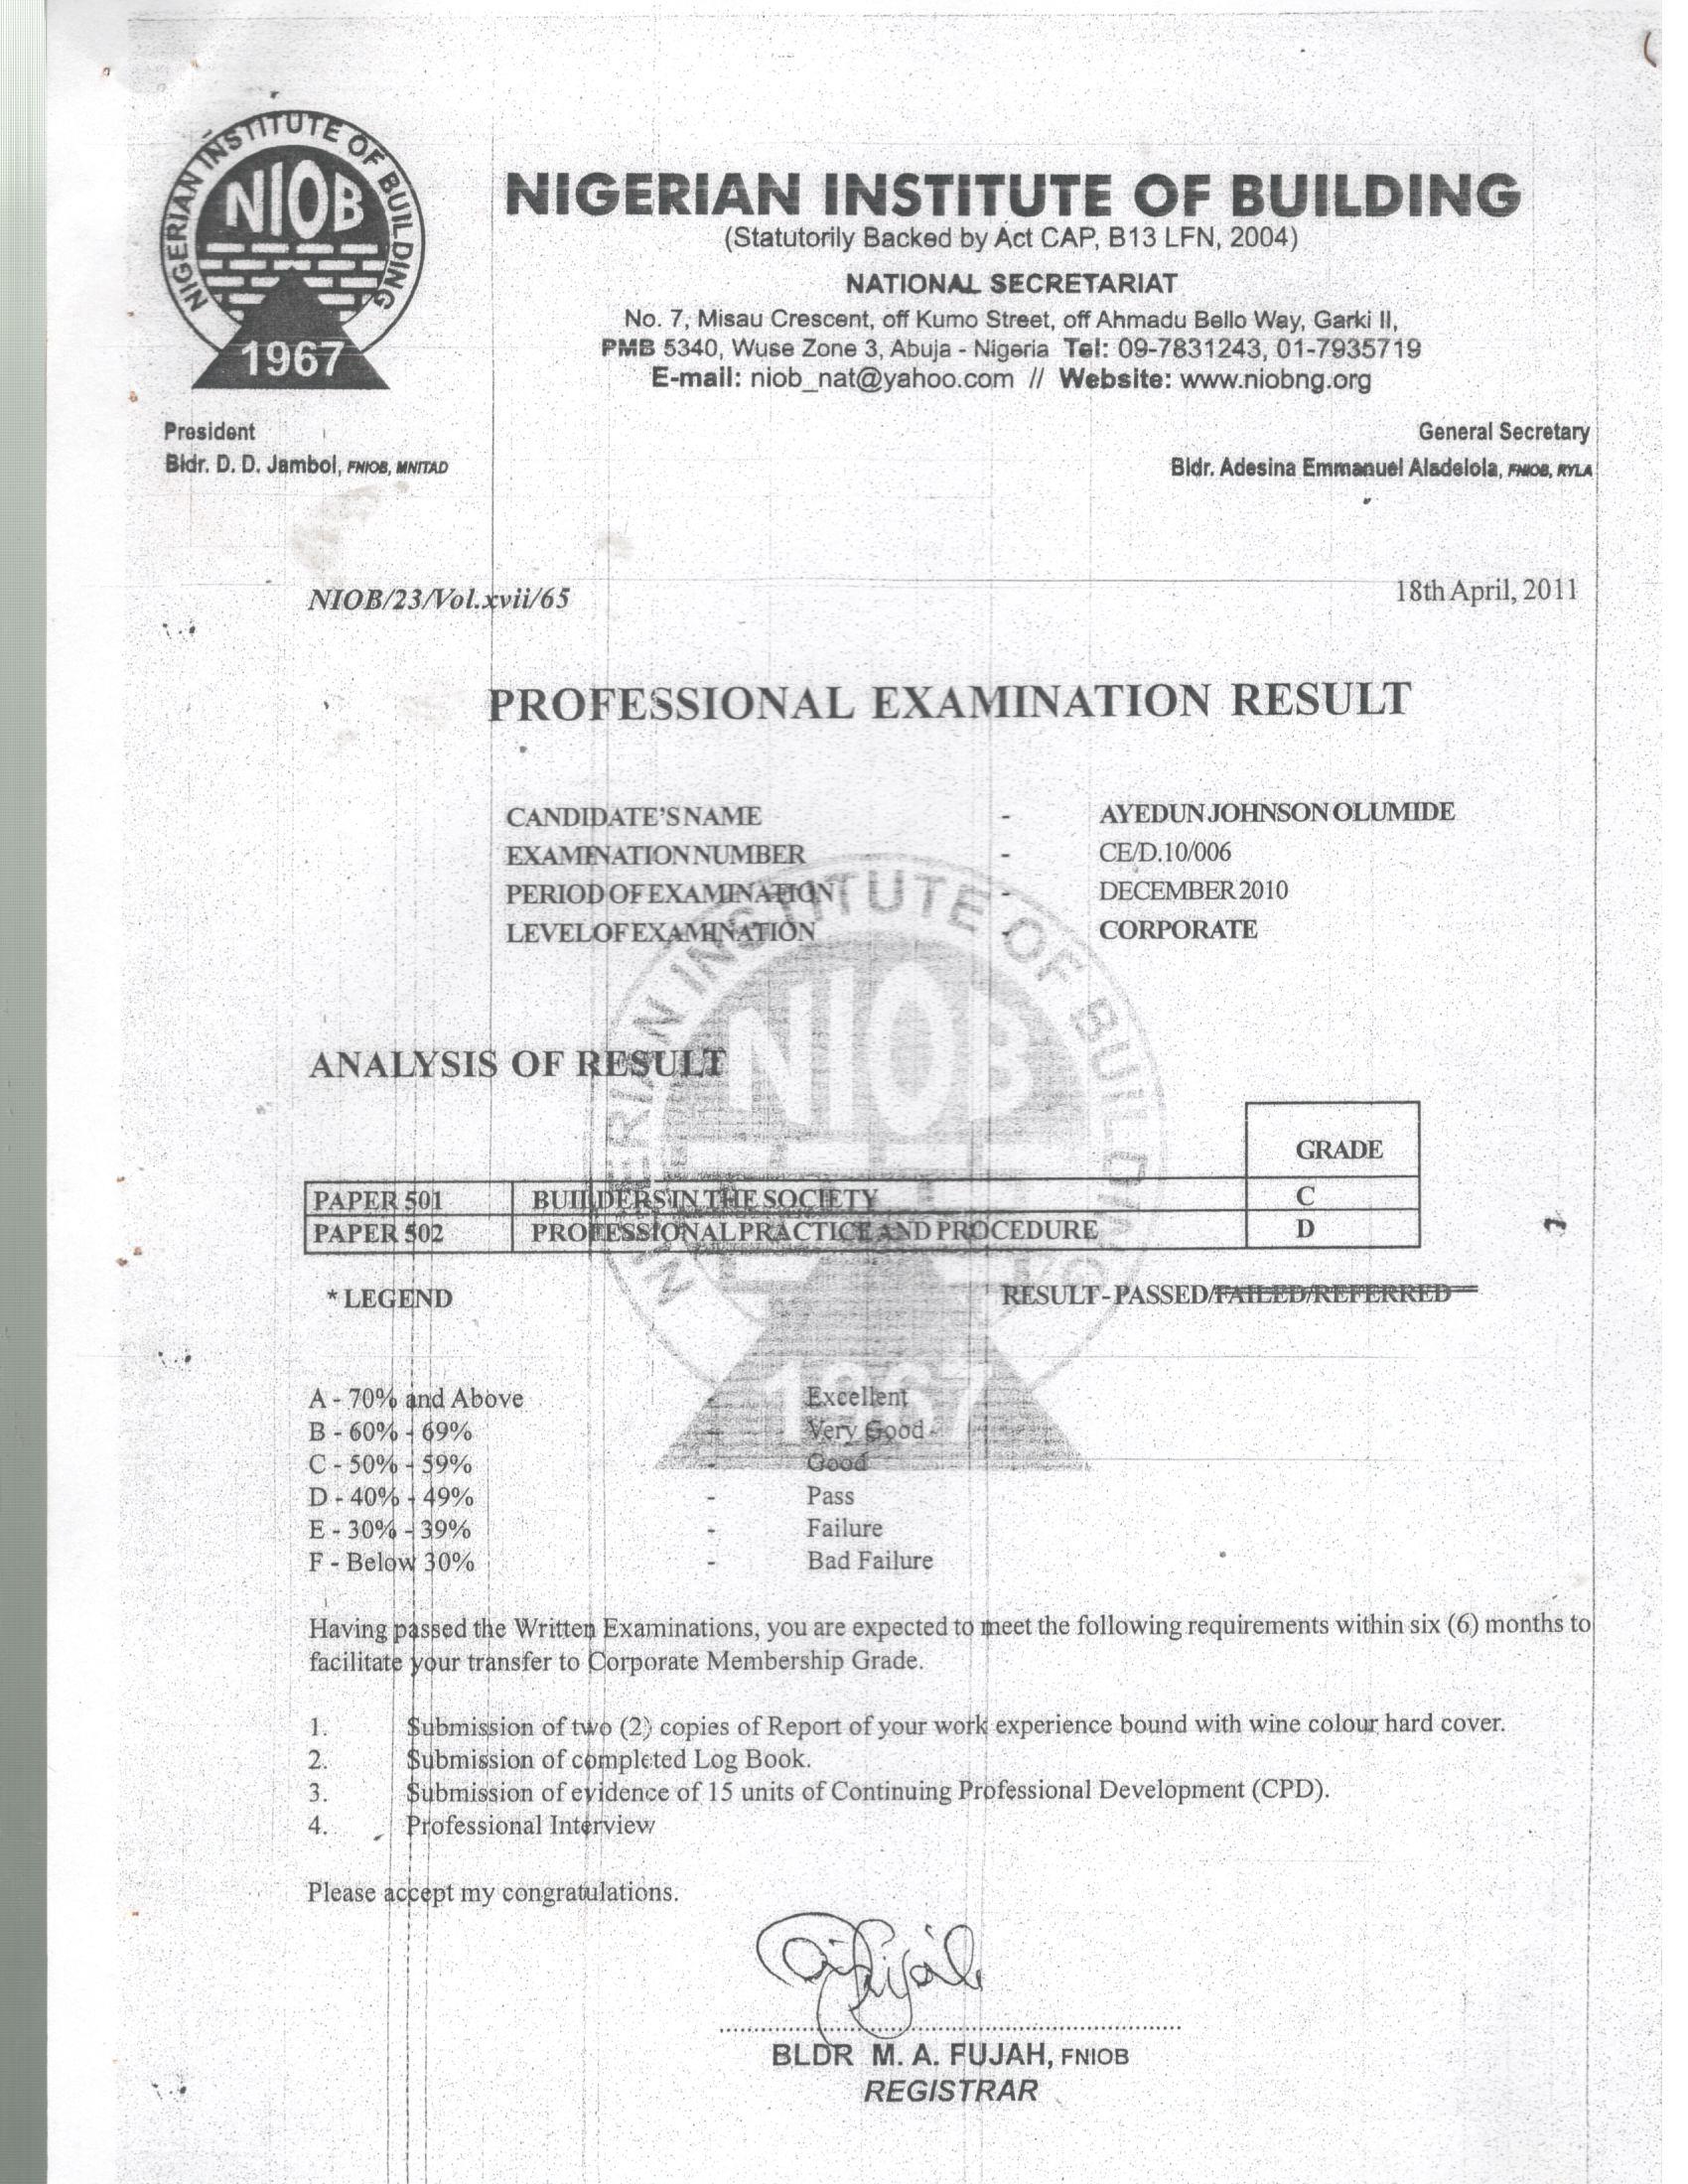 NIGERIAN INSTITUTE OF BUILDING
NIOB
1967
NIGERIAN INSTITUTE OF BUILDING
(Statutorily Backed by Act CAP, B13 LFN, 2004)
NATIONAL SECRETARIAT
No. 7, Misau Crescent, off Kumo Street, off Ahmadu Bello Way, Garki II,
PMB 5340, Wuse Zone 3, Abuja - Nigeria Tel: 09-7831243, 01-7935719
E-mail: niob_nat@yahoo.com // Website: www.niobng.org
President
Bldr. D. D. Jambol, FNIOB, MNITAD
General Secretary
Bldr. Adesina Emmanuel Aladelola, FNIOB, RYLA
NIOB/23/Vol.xvii/65
18th April, 2011
PROFESSIONAL EXAMINATION RESULT
CANDIDATE'S NAME - AYEDUN JOHNSON OLUMIDE
EXAMINATION NUMBER - CE/D.10/006
PERIOD OF EXAMINATION - DECEMBER 2010
LEVEL OF EXAMINATION - CORPORATE
NIGERIAN INSTITUTE OF BUILDING
NIOB
1967
ANALYSIS OF RESULT
GRADE
PAPER 501 BUILDERS IN THE SOCIETY C
PAPER 502 PROFESSIONAL PRACTICE AND PROCEDURE D
* LEGEND
RESULT - PASSED/FAILED/REFERRED
A - 70% and Above - Excellent
B - 60% - 69% - Very Good
C - 50% - 59% - Good
D - 40% - 49% - Pass
E - 30% - 39% - Failure
F - Below 30% - Bad Failure
Having passed the Written Examinations, you are expected to meet the following requirements within six (6) months to
facilitate your transfer to Corporate Membership Grade.
1. Submission of two (2) copies of Report of your work experience bound with wine colour hard cover.
2. Submission of completed Log Book.
3. Submission of evidence of 15 units of Continuing Professional Development (CPD).
4. Professional Interview
Please accept my congratulations.
BLDR M. A. FUJAH, FNIOB
REGISTRAR